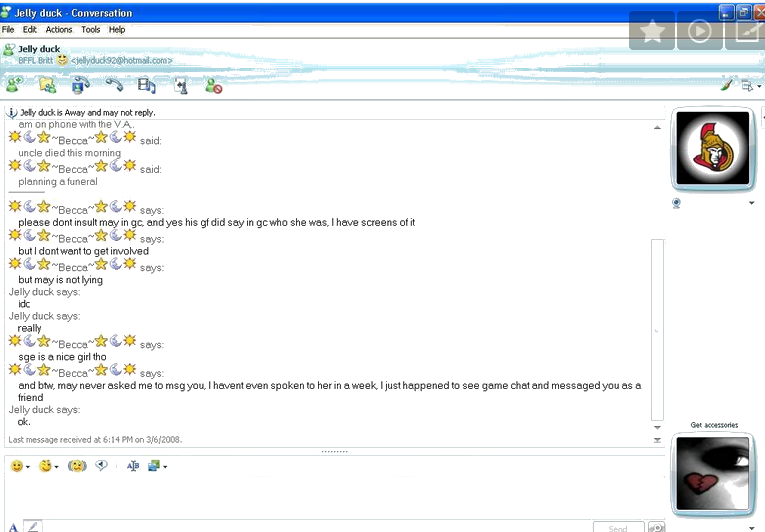 Jelly duck - Conversation
File Edit Actions Tools Help
Jelly duck
BFFL Britt <jellyduck92@hotmail.com>
Jelly duck is Away and may not reply.
am on phone with the V.A..
~Becca~ said:
uncle died this morning
~Becca~ said:
planning a funeral
~Becca~ says:
please dont insult may in gc, and yes his gf did say in gc who she was, I have screens of it
~Becca~ says:
but I dont want to get involved
~Becca~ says:
but may is not lying
Jelly duck says:
idc
Jelly duck says:
really
~Becca~ says:
sge is a nice girl tho
~Becca~ says:
and btw, may never asked me to msg you, I havent even spoken to her in a week, I just happened to see game chat and messaged you as a
friend
Jelly duck says:
ok.
Get accessories
Last message received at 6:14 PM on 3/6/2008.
A
Send